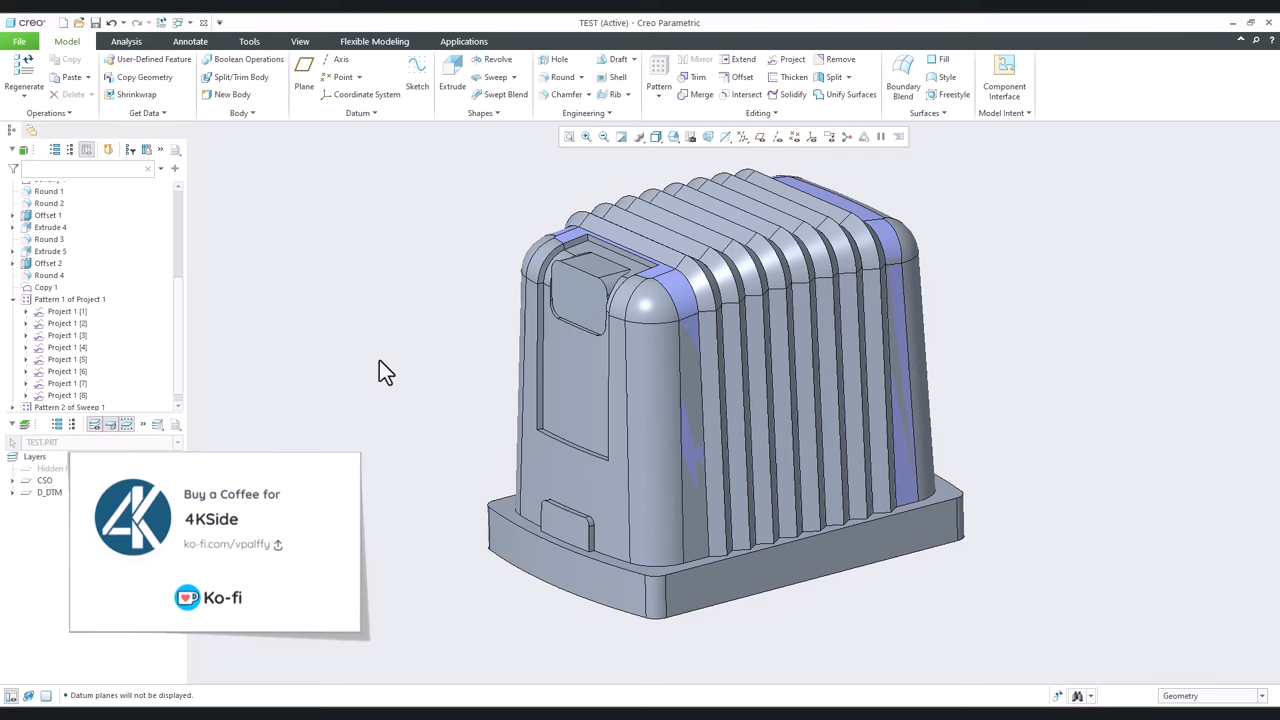 creo®
TEST (Active) - Creo Parametric
File Model Analysis Annotate Tools View Flexible Modeling Applications
Regenerate
Copy
Paste
Delete
Operations
User-Defined Feature
Copy Geometry
Shrinkwrap
Get Data
Boolean Operations
Split/Trim Body
New Body
Body
Plane
Axis
Point
Coordinate System
Sketch
Datum
Extrude
Revolve
Sweep
Swept Blend
Shapes
Hole
Round
Chamfer
Draft
Shell
Rib
Engineering
Pattern
Mirror
Trim
Merge
Extend
Offset
Intersect
Project
Thicken
Solidify
Remove
Split
Unify Surfaces
Editing
Boundary
Blend
Fill
Style
Freestyle
Surfaces
Component
Interface
Model Intent
Round 1
Round 2
Offset 1
Extrude 4
Round 3
Extrude 5
Offset 2
Round 4
Copy 1
Pattern 1 of Project 1
Project 1 [1]
Project 1 [2]
Project 1 [3]
Project 1 [4]
Project 1 [5]
Project 1 [6]
Project 1 [7]
Project 1 [8]
Pattern 2 of Sweep 1
TEST.PRT
Layers
Hidden
CSO
D_DTM
4K
Buy a Coffee for
4KSide
ko-fi.com/vpalffy
Ko-fi
• Datum planes will not be displayed.
Geometry